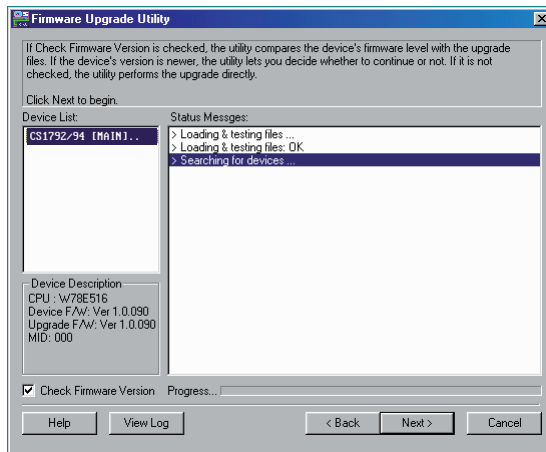 Firmware Upgrade Utility
If Check Firmware Version is checked, the utility compares the device's firmware level with the upgrade
files. If the device's version is newer, the utility lets you decide whether to continue or not. If it is not
checked, the utility performs the upgrade directly.
Click Next to begin.
Device List:
Status Messges:
CS1792/94 [MAIN]..
> Loading & testing files ...
> Loading & testing files: OK
> Searching for devices ...
Device Description
CPU : W78E516
Device F/W: Ver 1.0.090
Upgrade F/W: Ver 1.0.090
MID: 000
Check Firmware Version
Progress...
Help
View Log
< Back
Next >
Cancel